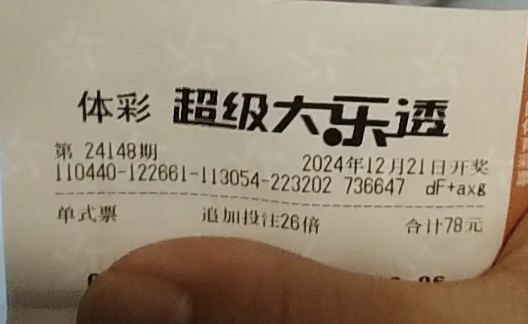 体彩 超级大乐透
第 24148期 2024年12月21日开奖
110440-122661-113054-223202 736647 dF+axg
单式票 追加投注26倍 合计78元